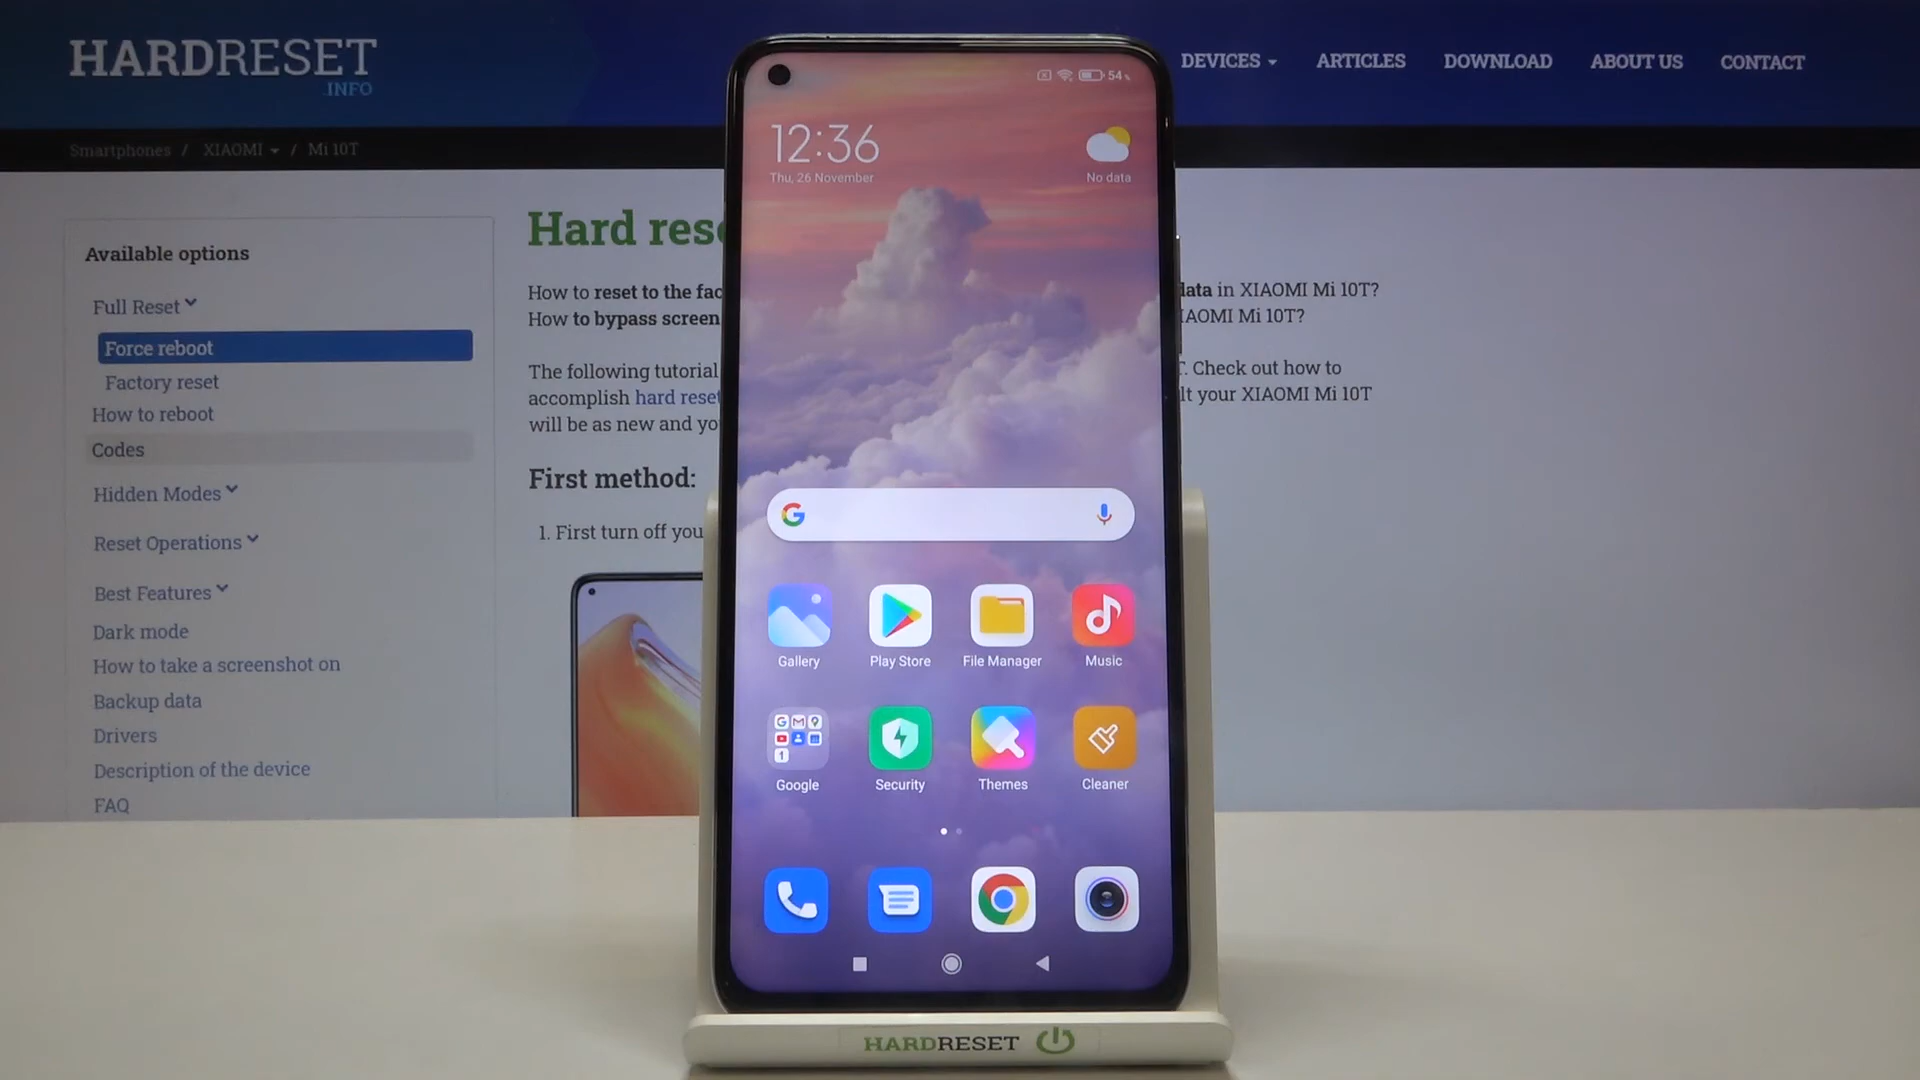 HARDRESET
.INFO
DEVICES
ARTICLES
DOWNLOAD
ABOUT US
CONTACT
Smartphones / XIAOMI / Mi 10T
Available options
Full Reset
Force reboot
Factory reset
How to reboot
Codes
Hidden Modes
Reset Operations
Best Features
Dark mode
How to take a screenshot on
Backup data
Drivers
Description of the device
FAQ
Hard rese
How to reset to the fac
data in XIAOMI Mi 10T?
How to bypass screen
IAOMI Mi 10T?
The following tutorial
T. Check out how to
accomplish hard reset
lt your XIAOMI Mi 10T
will be as new and yo
First method:
1. First turn off you
54%
12:36
Thu, 26 November
No data
Gallery
Play Store
File Manager
Music
Google
Security
Themes
Cleaner
HARDRESET